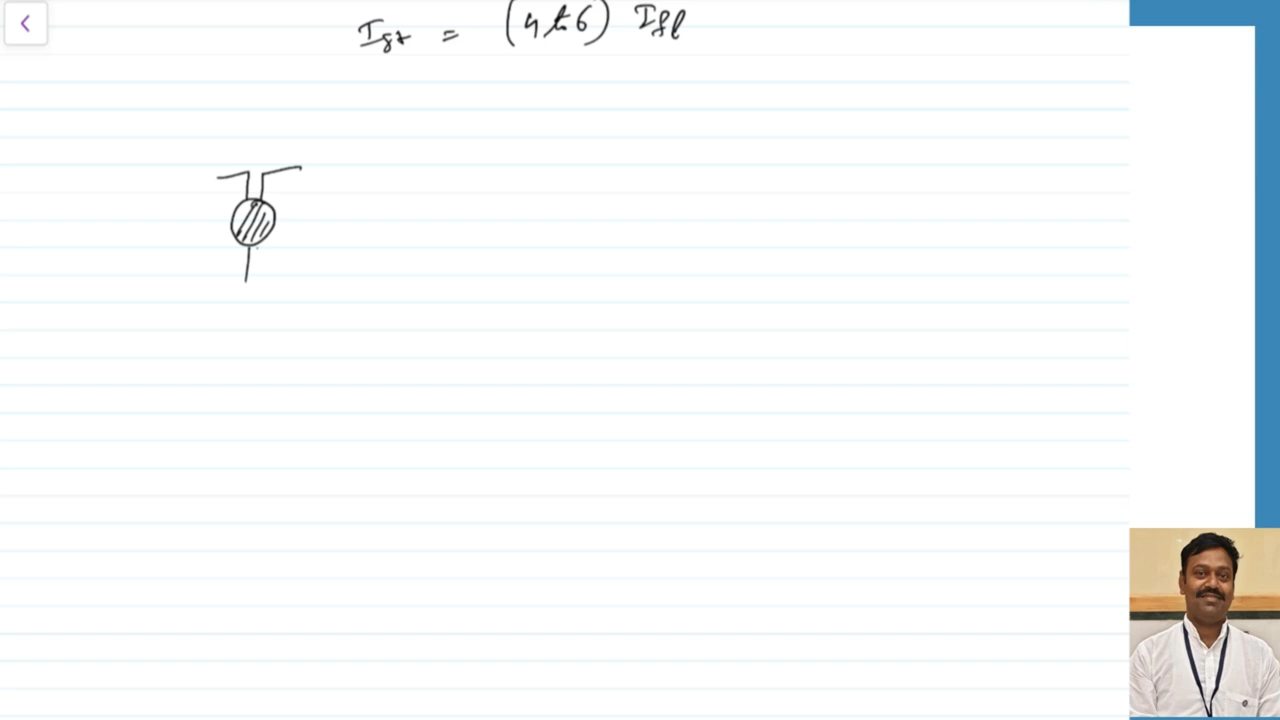 Ist = (4 to 6) Ifl